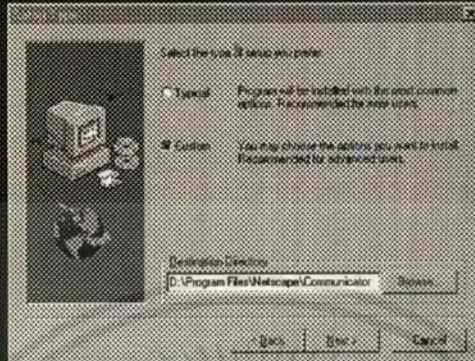 Setup Type
Select the type of setup you prefer.
Typical Program will be installed with the most common
options. Recommended for most users.
Custom You may choose the options you want to install.
Recommended for advanced users.
Destination Directory
D:\Program Files\Netscape\Communicator
Browse...
< Back
Next >
Cancel